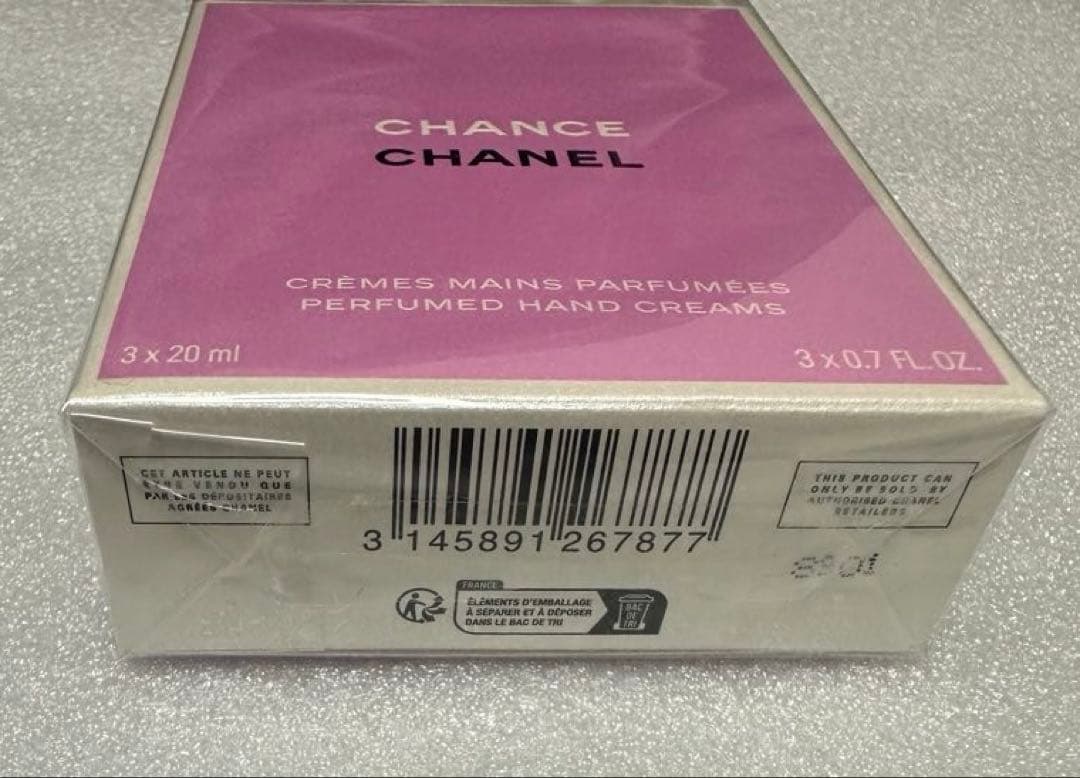 CHANCE
CHANEL
CRÈMES MAINS PARFUMÉES
PERFUMED HAND CREAMS
3 x 20 ml
3 x 0.7 FL.OZ.
CET ARTICLE NE PEUT
ÊTRE VENDU QUE
PAR LES DÉPOSITAIRES
AGRÉÉS CHANEL
3 145891 267877
THIS PRODUCT CAN
ONLY BE SOLD BY
AUTHORISED CHANEL
RETAILERS
FRANCE
ÉLÉMENTS D'EMBALLAGE
À SÉPARER ET À DÉPOSER
DANS LE BAC DE TRI
BAC
DE
TRI